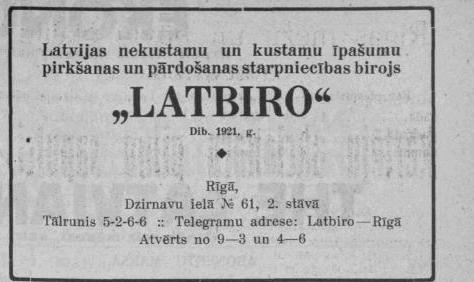 Latvijas nekustamu un kustamu īpašumu
pirkšanas un pārdošanas starpniecības birojs
„LATBIRO“
Dib. 1921. g.
Rīgā,
Dzirnavu ielā № 61, 2. stāvā
Tālrunis 5-2-6-6 :: Telegramu adrese: Latbiro—Rīgā
Atvērts no 9—3 un 4—6